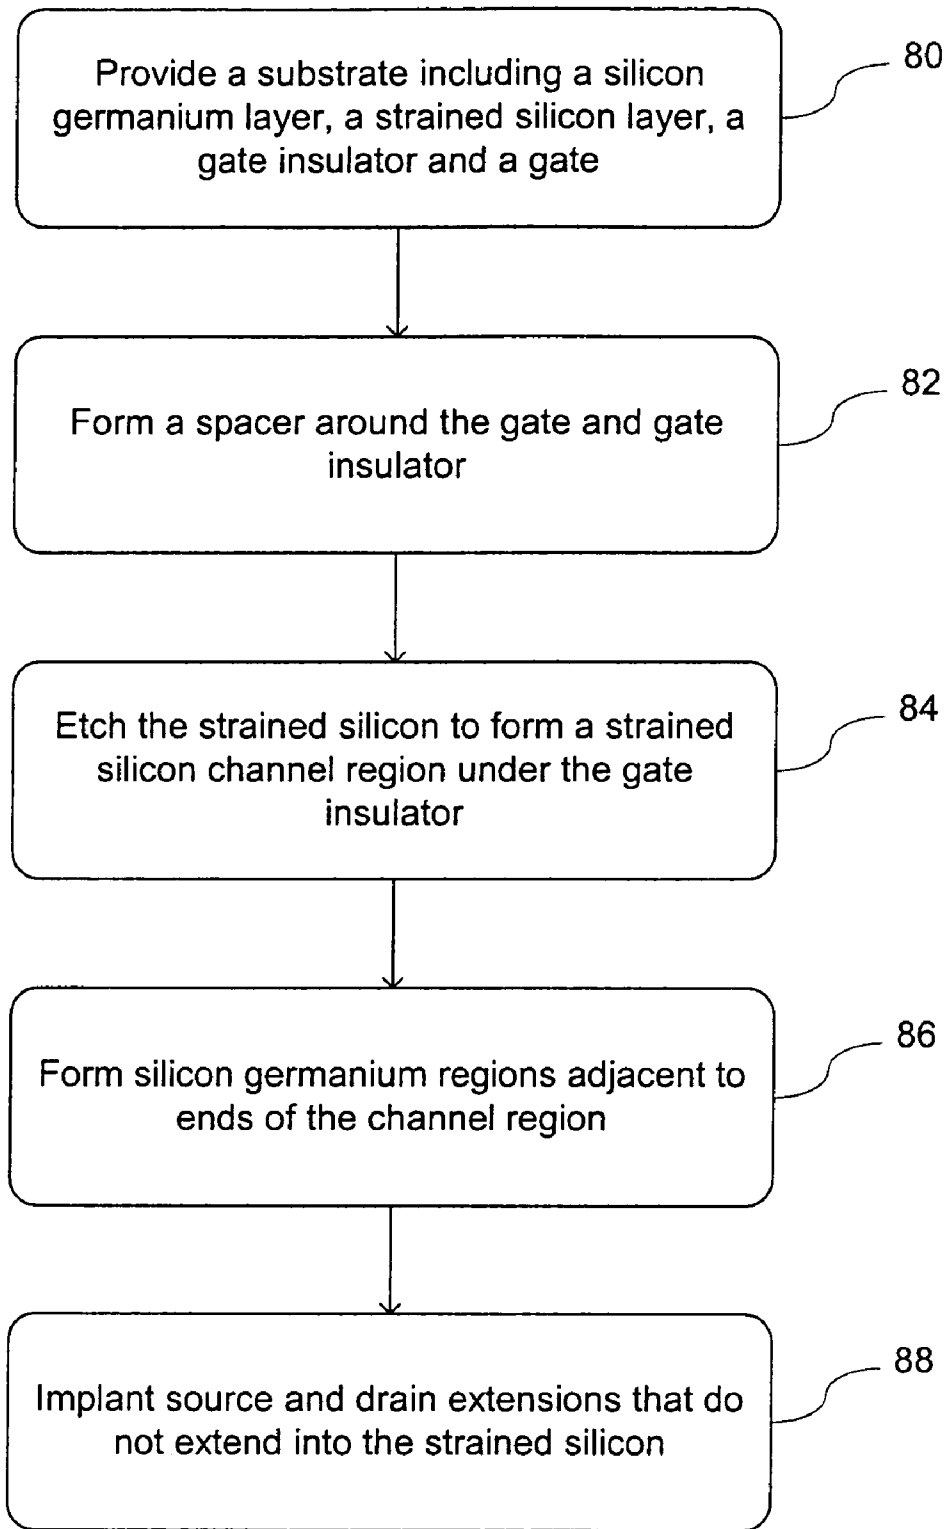 Provide a substrate including a silicon
germanium layer, a strained silicon layer, a
gate insulator and a gate
80
Form a spacer around the gate and gate
insulator
82
Etch the strained silicon to form a strained
silicon channel region under the gate
insulator
84
Form silicon germanium regions adjacent to
ends of the channel region
86
Implant source and drain extensions that do
not extend into the strained silicon
88